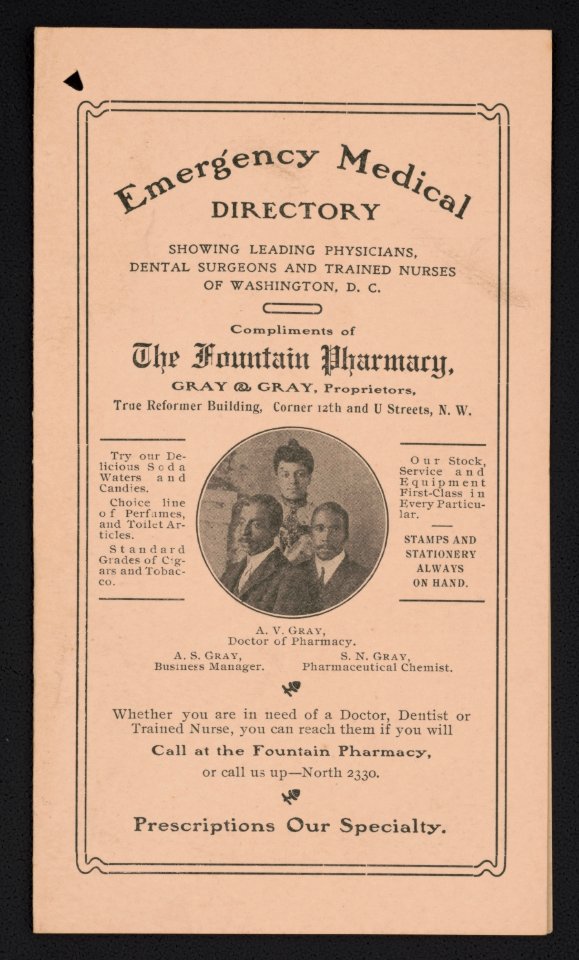 Emergency Medical
DIRECTORY
SHOWING LEADING PHYSICIANS,
DENTAL SURGEONS AND TRAINED NURSES
OF WASHINGTON, D. C.
Compliments of
The Fountain Pharmacy,
GRAY & GRAY, Proprietors,
True Reformer Building, Corner 12th and U Streets, N. W.
Try our De-
licious Soda
Waters and
Candies.
Choice line
of Perfumes,
and Toilet Ar-
ticles.
Standard
Grades of Cig-
ars and Tobac-
co.
Our Stock,
Service and
Equipment
First-Class in
Every Particu-
lar.
STAMPS AND
STATIONERY
ALWAYS
ON HAND.
A. V. GRAY,
Doctor of Pharmacy.
A. S. GRAY,
Business Manager.
S. N. GRAY,
Pharmaceutical Chemist.
Whether you are in need of a Doctor, Dentist or
Trained Nurse, you can reach them if you will
Call at the Fountain Pharmacy,
or call us up—North 2330.
Prescriptions Our Specialty.